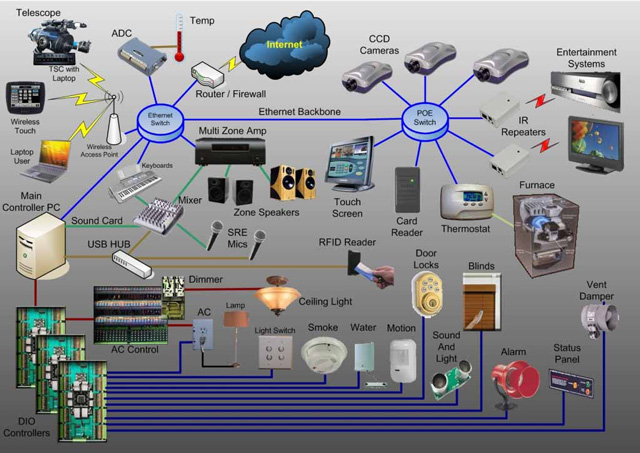 Telescope
ADC
Temp
Internet
CCD
Cameras
Entertainment
Systems
TSC with
Laptop
Router / Firewall
Wireless
Touch
Ethernet
Switch
Ethernet Backbone
POE
Switch
IR
Repeaters
Multi Zone Amp
Laptop
User
Wireless
Access Point
Keyboards
Main
Controller PC
Mixer
Zone Speakers
Touch
Screen
Card
Reader
Thermostat
Furnace
Sound Card
SRE
Mics
USB HUB
RFID Reader
Door
Locks
Blinds
Dimmer
Vent
Damper
Ceiling Light
AC
Lamp
Light Switch
Smoke
Water
Motion
Sound
And
Light
Alarm
Status
Panel
AC Control
DIO
Controllers